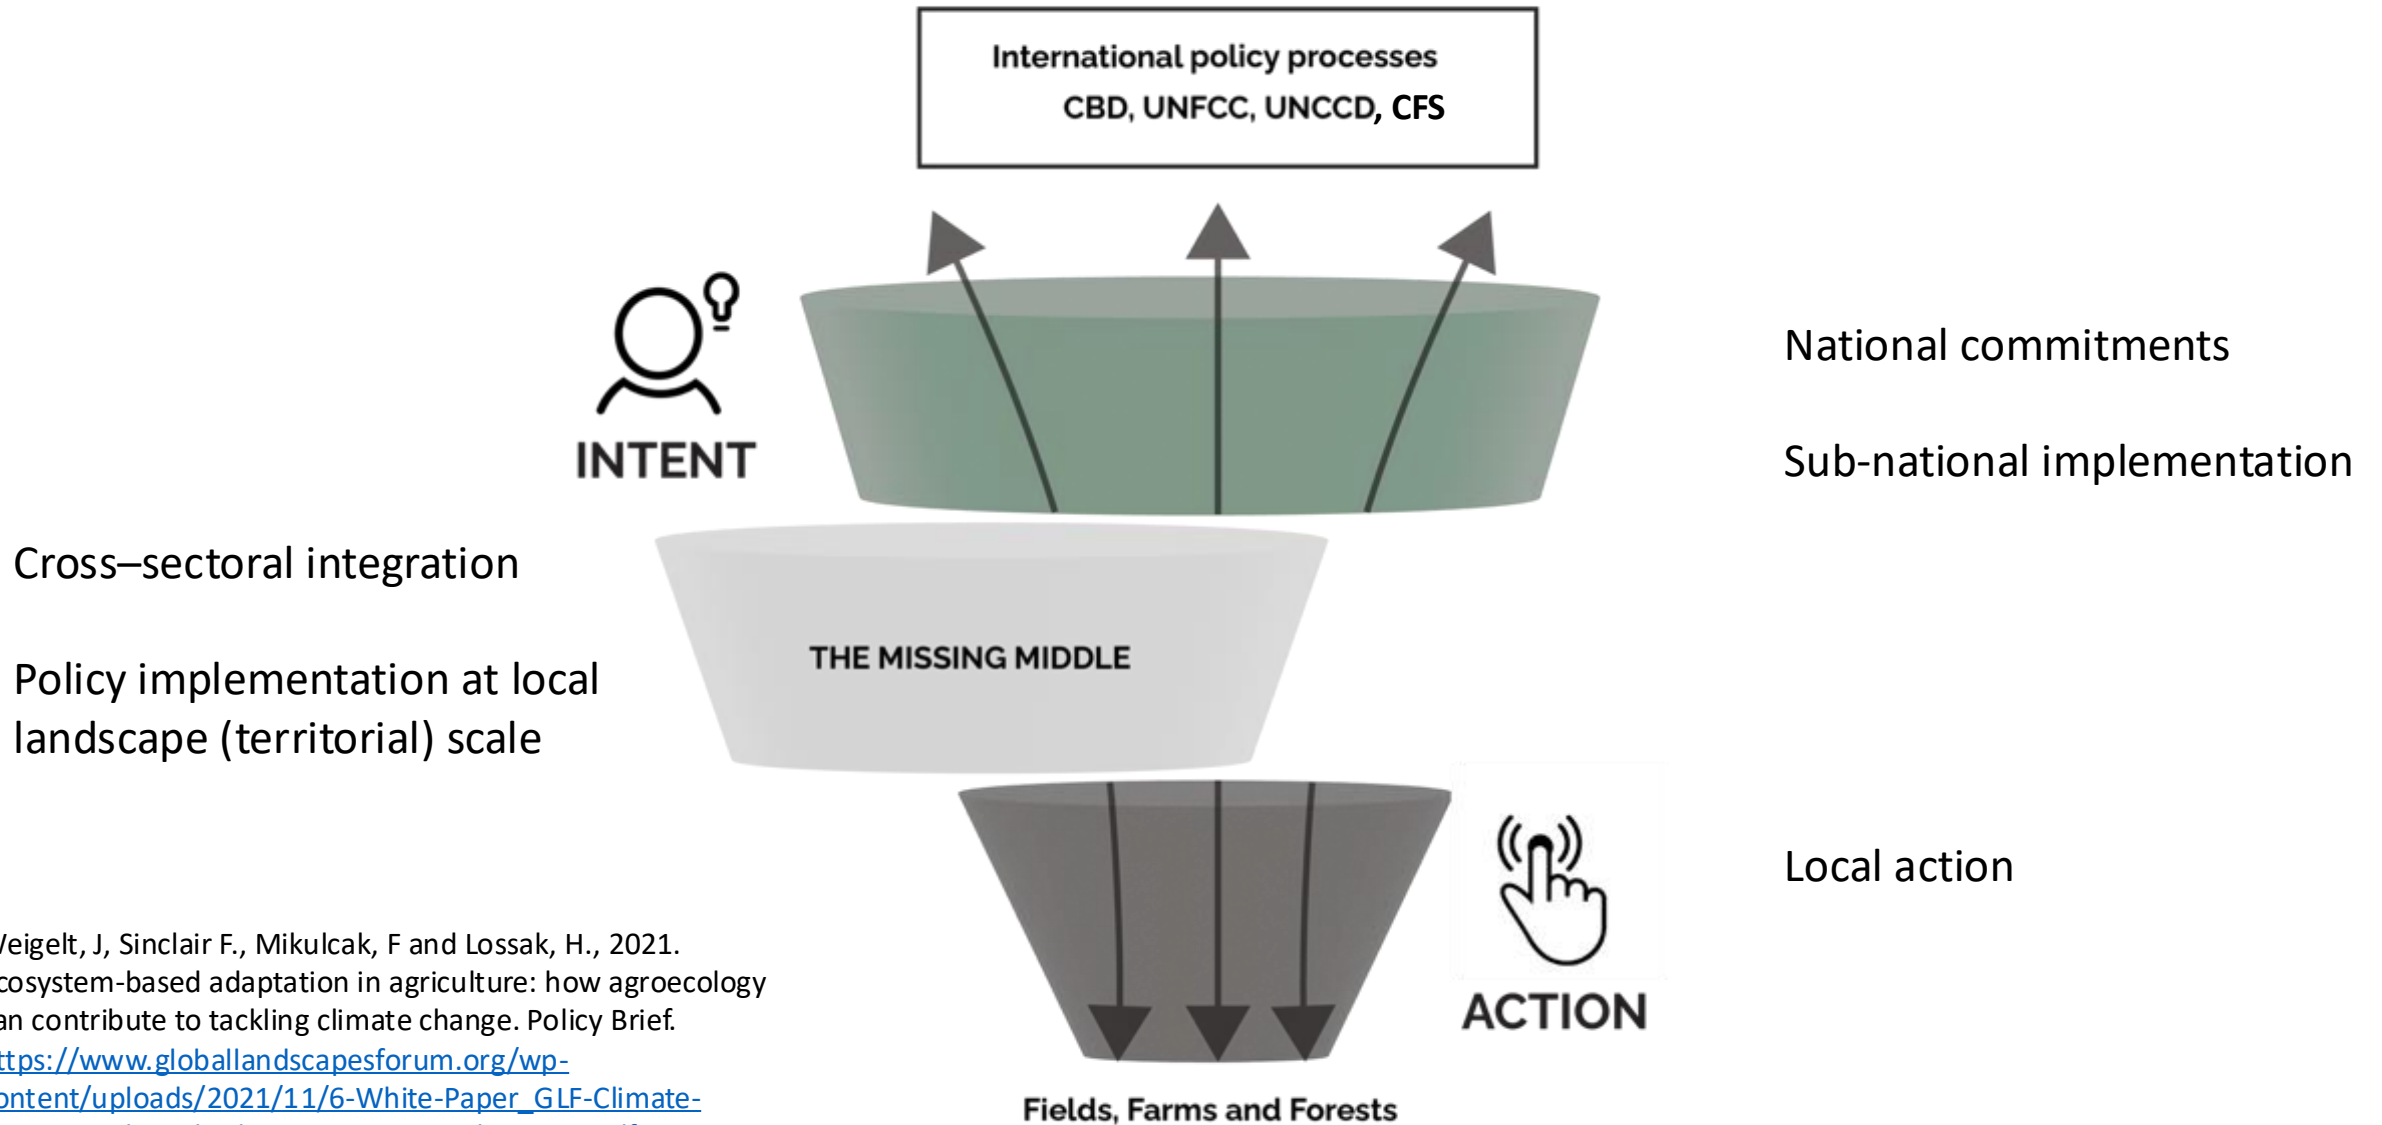 International policy processes
CBD, UNFCC, UNCCD, CFS
INTENT
National commitments
Sub-national implementation
Cross–sectoral integration
Policy implementation at local
landscape (territorial) scale
THE MISSING MIDDLE
Local action
ACTION
Fields, Farms and Forests
eigelt, J, Sinclair F., Mikulcak, F and Lossak, H., 2021.
cosystem-based adaptation in agriculture: how agroecology
an contribute to tackling climate change. Policy Brief.
ttps://www.globallandscapesforum.org/wp-
ontent/uploads/2021/11/6-White-Paper_GLF-Climate-